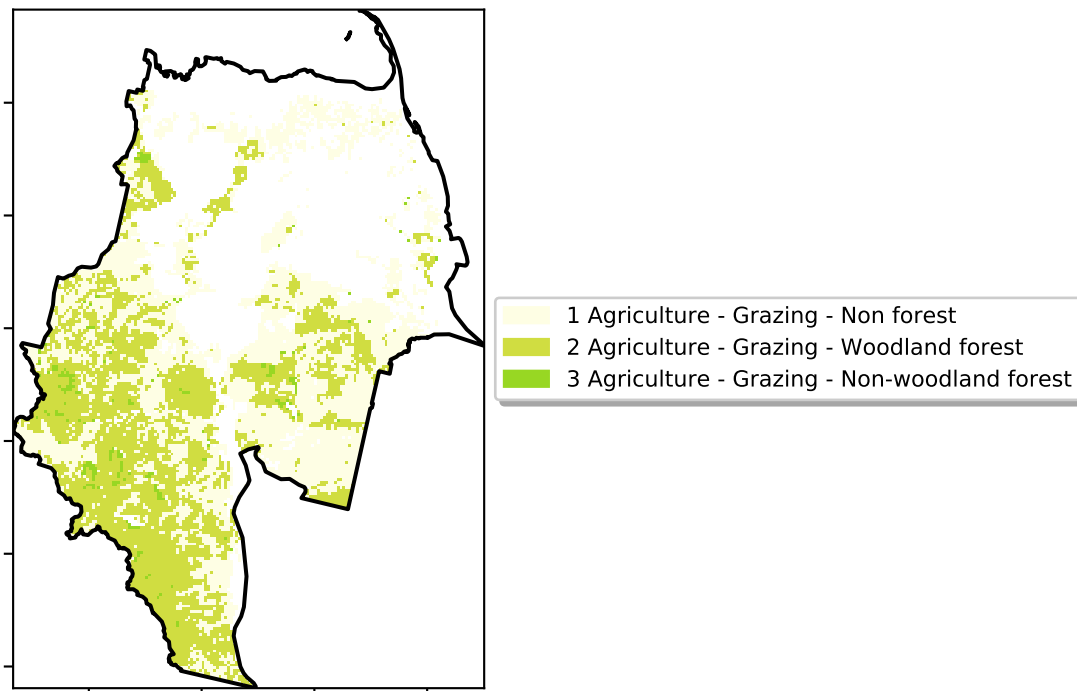 1 Agriculture - Grazing - Non forest
2 Agriculture - Grazing - Woodland forest
3 Agriculture - Grazing - Non-woodland forest